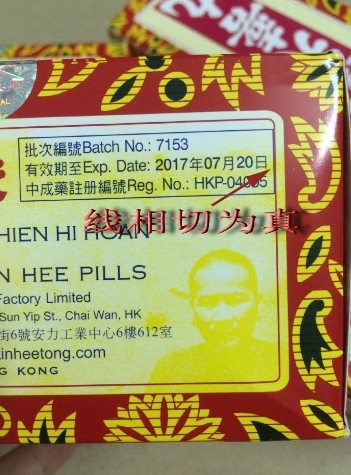 批次編號Batch No.: 7153
有效期至Exp. Date: 2017年07月20日
中成藥註册編號Reg. No.: HKP-04
线相切为真
HIEN HI HOAN
N HEE PILLS
Factory Limited
Sun Yip St., Chai Wan, HK
街6號安力工業中心6樓612室
inheetong.com
G KONG